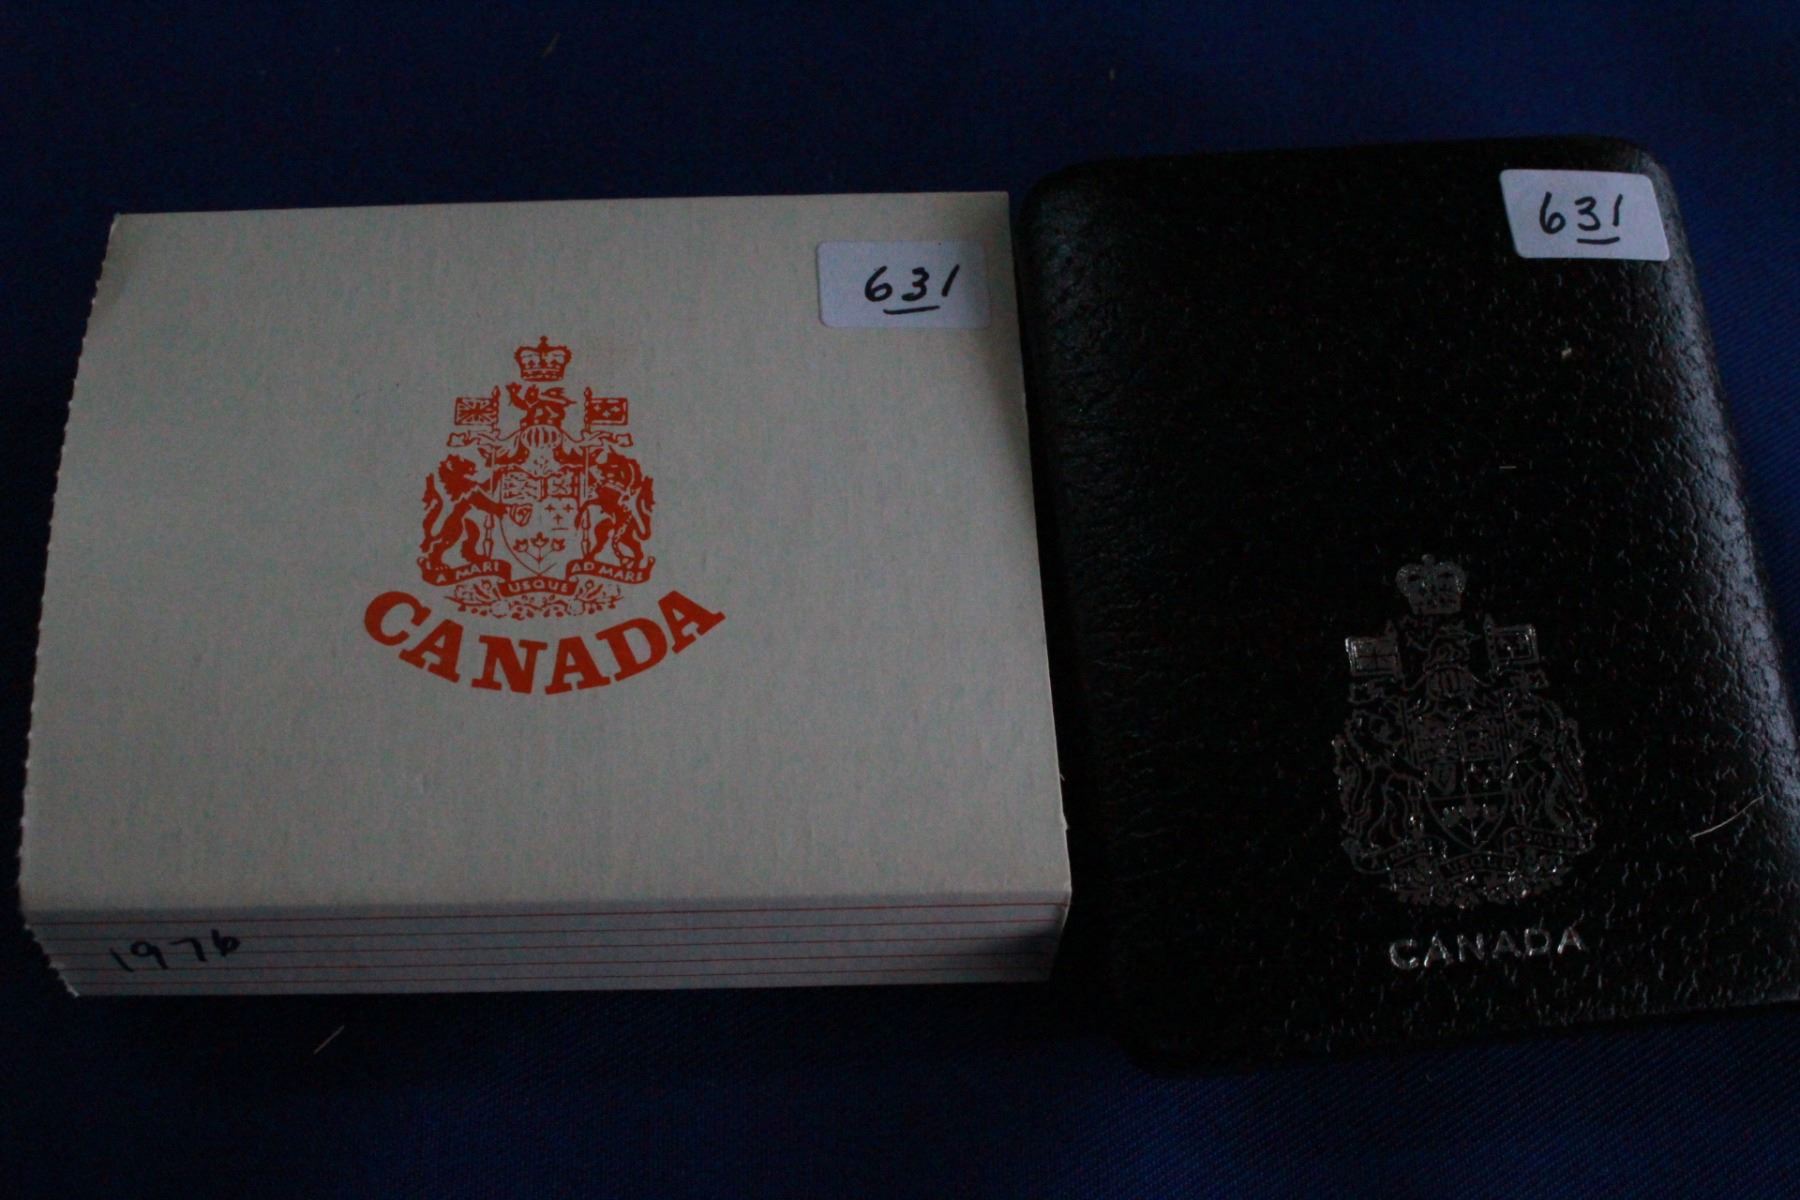 631
A MARI USQUE AD MARE
CANADA
1976
631
CANADA